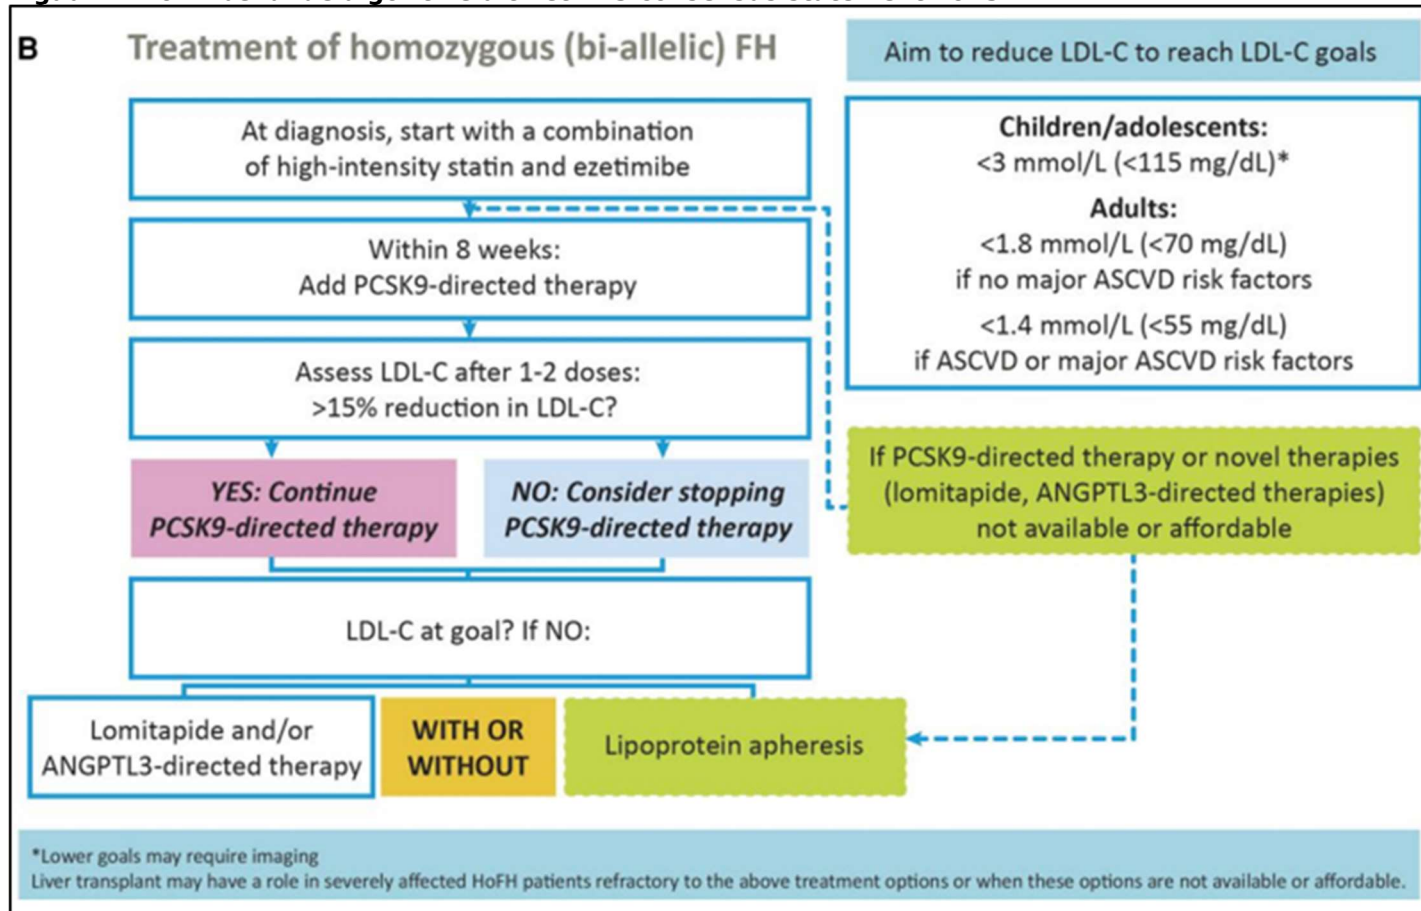 B
Treatment of homozygous (bi-allelic) FH
Aim to reduce LDL-C to reach LDL-C goals
At diagnosis, start with a combination
of high-intensity statin and ezetimibe
Within 8 weeks:
Add PCSK9-directed therapy
Assess LDL-C after 1-2 doses:
>15% reduction in LDL-C?
YES: Continue
PCSK9-directed therapy
NO: Consider stopping
PCSK9-directed therapy
LDL-C at goal? If NO:
Lomitapide and/or
ANGPTL3-directed therapy
WITH OR
WITHOUT
Lipoprotein apheresis
Children/adolescents:
<3 mmol/L (<115 mg/dL)*
Adults:
<1.8 mmol/L (<70 mg/dL)
if no major ASCVD risk factors
<1.4 mmol/L (<55 mg/dL)
if ASCVD or major ASCVD risk factors
If PCSK9-directed therapy or novel therapies
(lomitapide, ANGPTL3-directed therapies)
not available or affordable
*Lower goals may require imaging
Liver transplant may have a role in severely affected HoFH patients refractory to the above treatment options or when these options are not available or affordable.